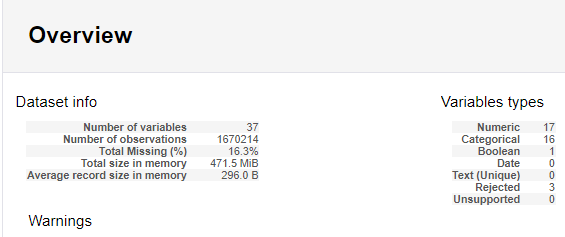 Overview
Dataset info
Number of variables 37
Number of observations 1670214
Total Missing (%) 16.3%
Total size in memory 471.5 MiB
Average record size in memory 296.0 B
Variables types
Numeric 17
Categorical 16
Boolean 1
Date 0
Text (Unique) 0
Rejected 3
Unsupported 0
Warnings